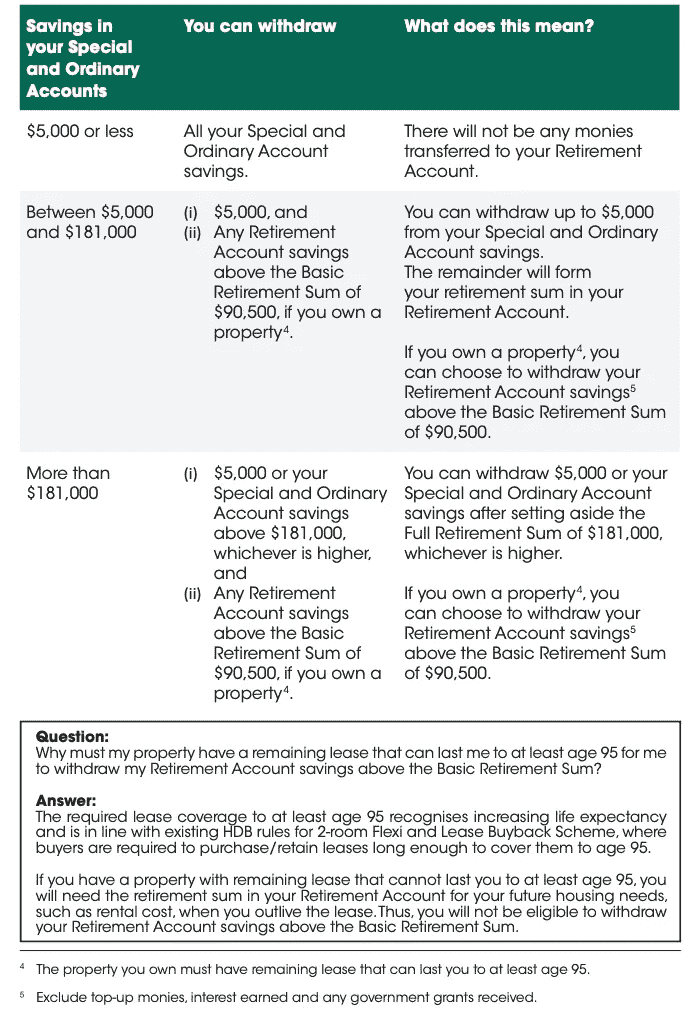 Savings in
your Special
and Ordinary
Accounts
You can withdraw
What does this mean?
$5,000 or less
All your Special and
Ordinary Account
savings.
There will not be any monies
transferred to your Retirement
Account.
Between $5,000
and $181,000
(i) $5,000, and
(ii) Any Retirement
Account savings
above the Basic
Retirement Sum of
$90,500, if you own a
property⁴.
You can withdraw up to $5,000
from your Special and Ordinary
Account savings.
The remainder will form
your retirement sum in your
Retirement Account.
If you own a property⁴, you
can choose to withdraw your
Retirement Account savings⁵
above the Basic Retirement Sum
of $90,500.
More than
$181,000
(i) $5,000 or your
Special and Ordinary
Account savings
above $181,000,
whichever is higher,
and
(ii) Any Retirement
Account savings
above the Basic
Retirement Sum of
$90,500, if you own a
property⁴.
You can withdraw $5,000 or your
Special and Ordinary Account
savings after setting aside the
Full Retirement Sum of $181,000,
whichever is higher.
If you own a property⁴, you
can choose to withdraw your
Retirement Account savings⁵
above the Basic Retirement Sum
of $90,500.
Question:
Why must my property have a remaining lease that can last me to at least age 95 for me
to withdraw my Retirement Account savings above the Basic Retirement Sum?
Answer:
The required lease coverage to at least age 95 recognises increasing life expectancy
and is in line with existing HDB rules for 2-room Flexi and Lease Buyback Scheme, where
buyers are required to purchase/retain leases long enough to cover them to age 95.
If you have a property with remaining lease that cannot last you to at least age 95, you
will need the retirement sum in your Retirement Account for your future housing needs,
such as rental cost, when you outlive the lease. Thus, you will not be eligible to withdraw
your Retirement Account savings above the Basic Retirement Sum.
⁴ The property you own must have remaining lease that can last you to at least age 95.
⁵ Exclude top-up monies, interest earned and any government grants received.